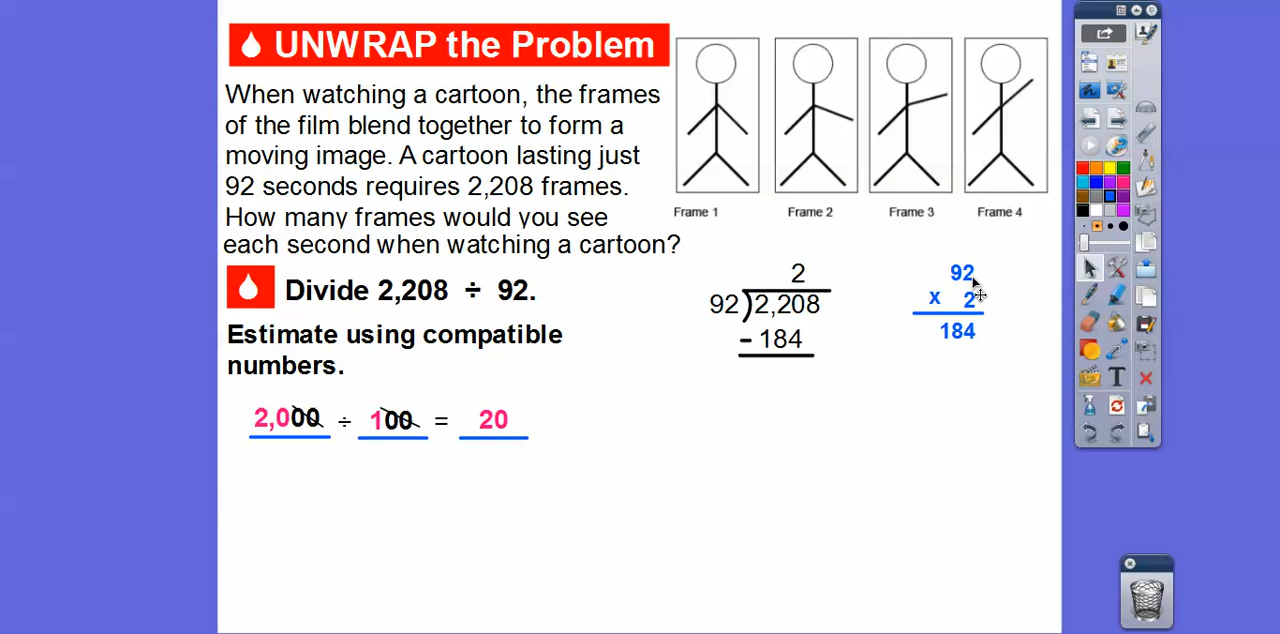 UNWRAP the Problem
When watching a cartoon, the frames
of the film blend together to form a
moving image. A cartoon lasting just
92 seconds requires 2,208 frames.
How many frames would you see
each second when watching a cartoon?
Frame 1
Frame 2
Frame 3
Frame 4
Divide 2,208 ÷ 92.
Estimate using compatible
numbers.
2,000 ÷ 100 = 20
2
92)2,208
- 184
92
x 2
184
T